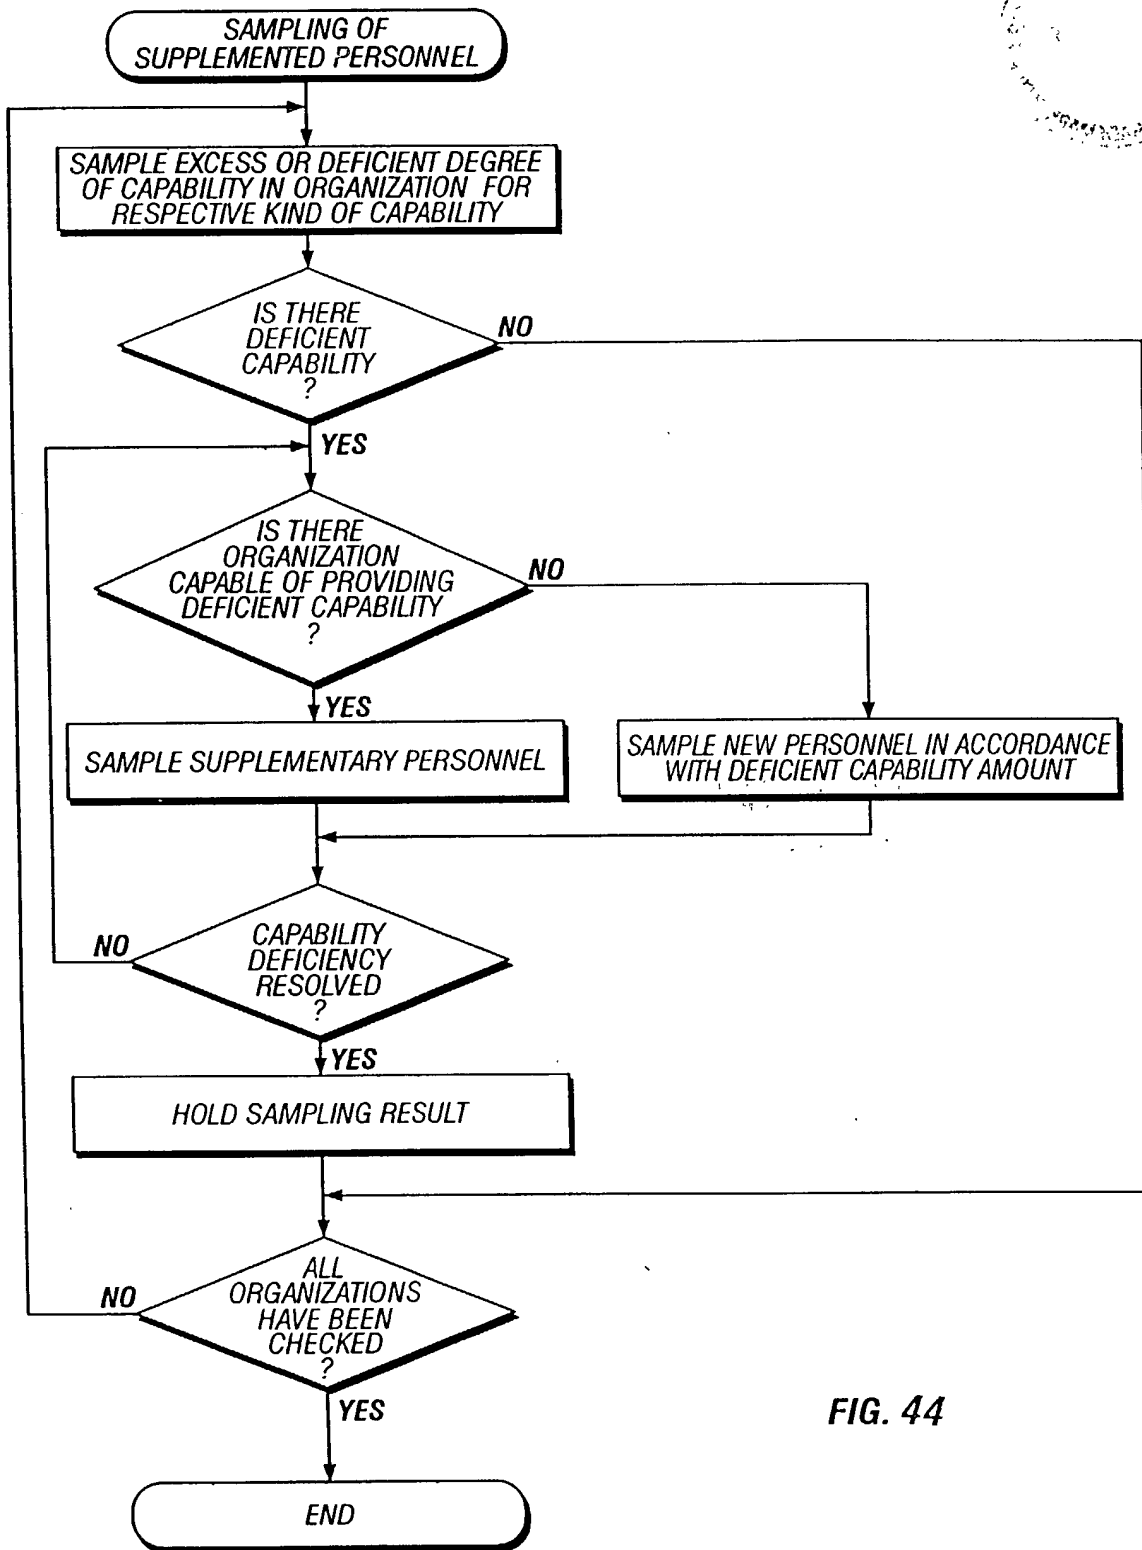 SAMPLING OF
SUPPLEMENTED PERSONNEL
SAMPLE EXCESS OR DEFICIENT DEGREE
OF CAPABILITY IN ORGANIZATION FOR
RESPECTIVE KIND OF CAPABILITY
IS THERE
DEFICIENT
CAPABILITY
?
NO
YES
IS THERE
ORGANIZATION
CAPABLE OF PROVIDING
DEFICIENT CAPABILITY
?
NO
YES
SAMPLE SUPPLEMENTARY PERSONNEL
SAMPLE NEW PERSONNEL IN ACCORDANCE
WITH DEFICIENT CAPABILITY AMOUNT
NO
CAPABILITY
DEFICIENCY
RESOLVED
?
YES
HOLD SAMPLING RESULT
NO
ALL
ORGANIZATIONS
HAVE BEEN
CHECKED
?
YES
END
FIG. 44